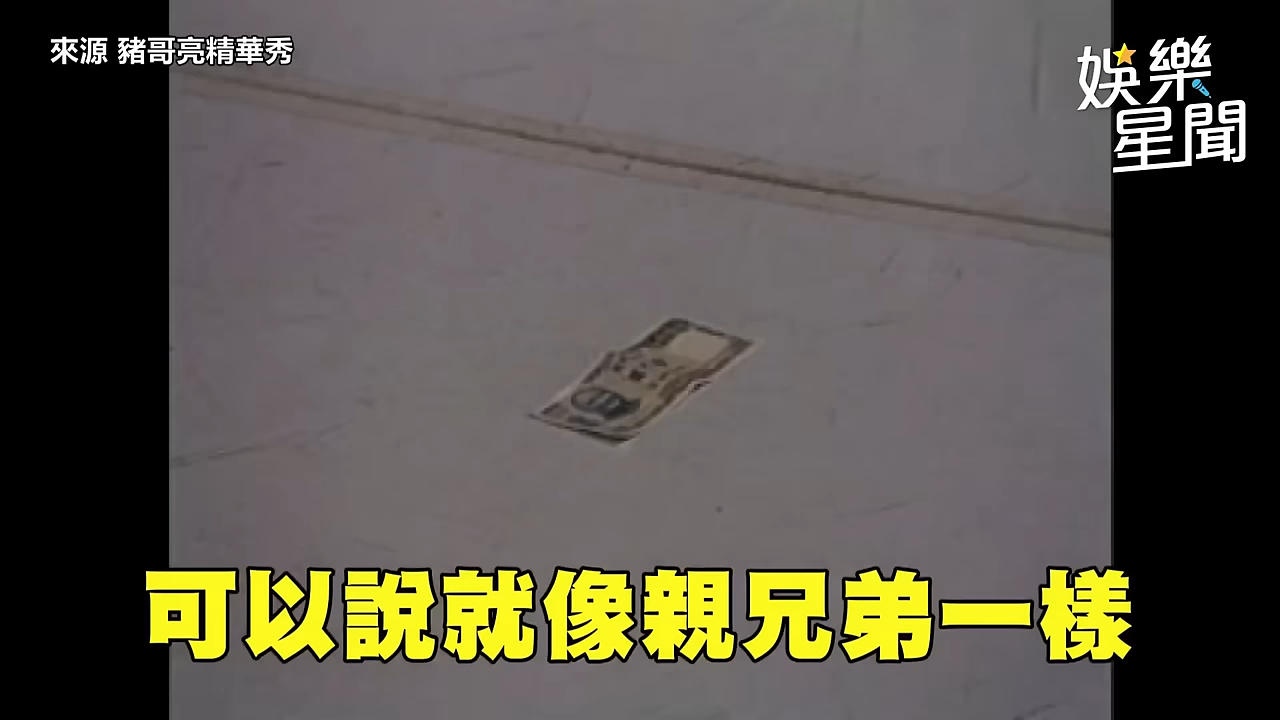 來源 豬哥亮精華秀
娛樂
星聞
可以說就像親兄弟一樣